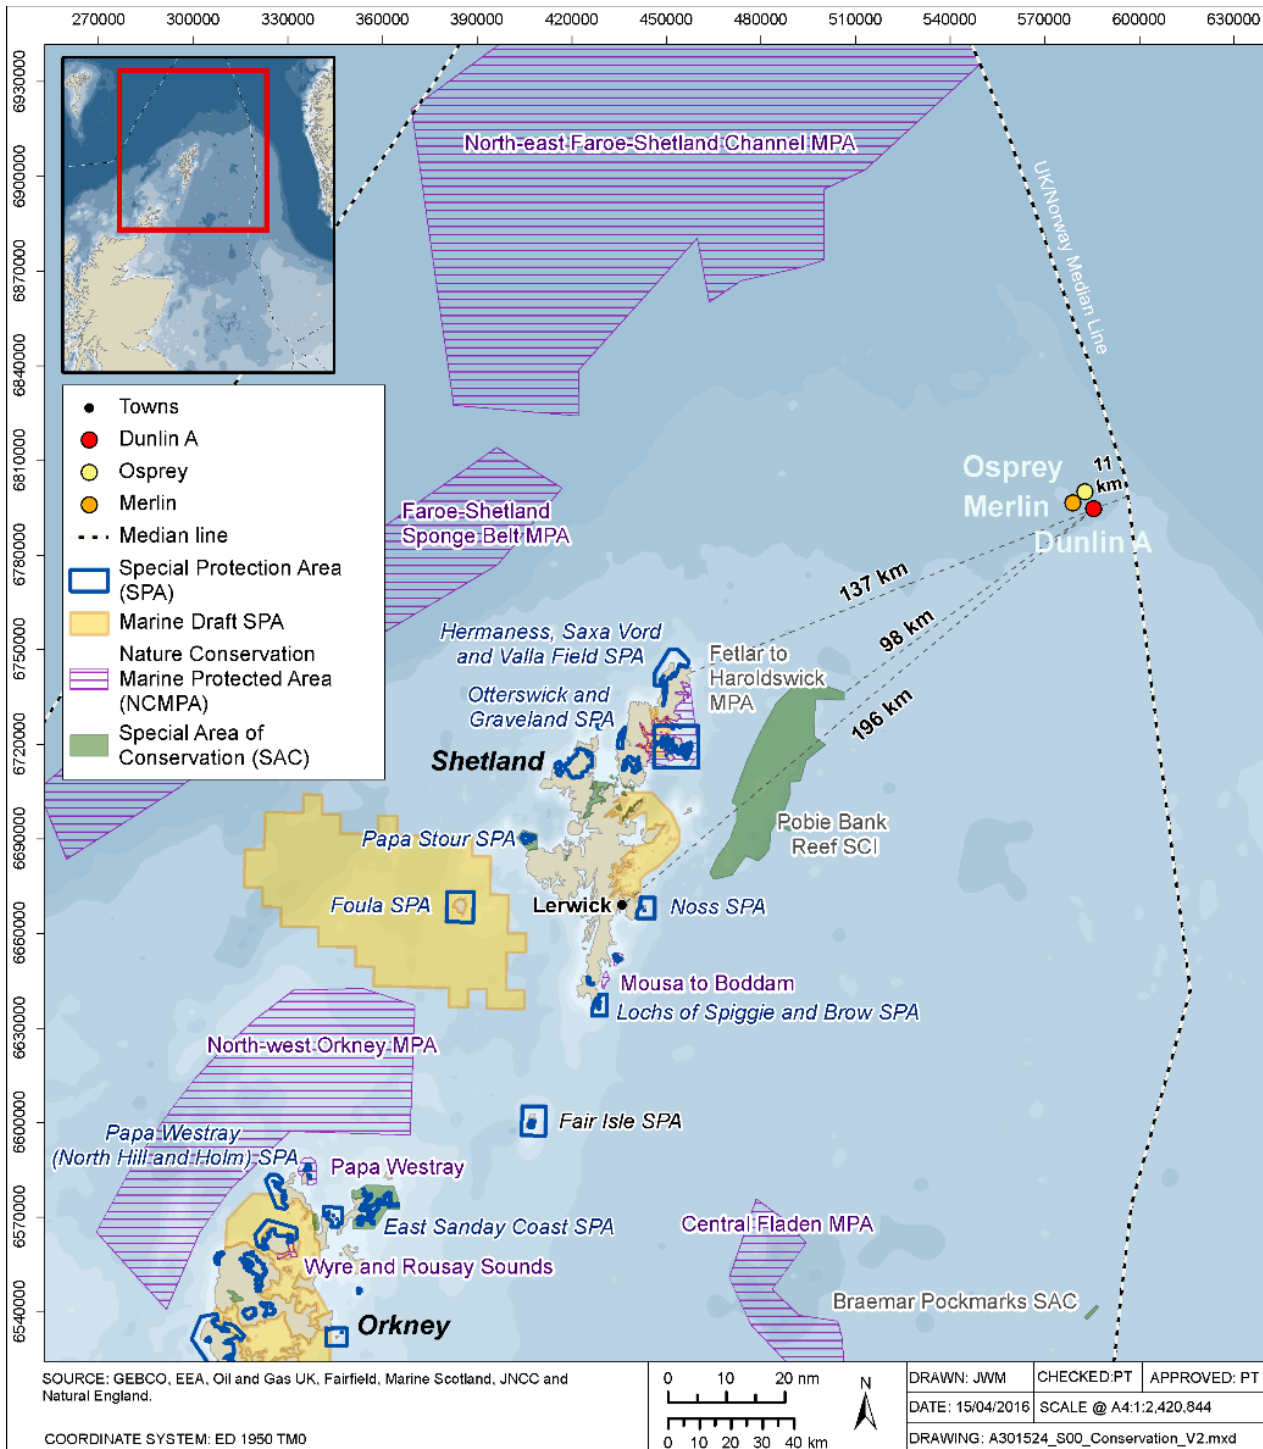 270000 300000 330000 360000 390000 420000 450000 480000 510000 540000 570000 600000 630000
6930000
6900000
6870000
6840000
6810000
6780000
6750000
6720000
6690000
6660000
6630000
6600000
6570000
6540000
North-east Faroe-Shetland Channel MPA
UK/Norway Median Line
Towns
Dunlin A
Osprey
Merlin
Median line
Special Protection Area
(SPA)
Marine Draft SPA
Nature Conservation
Marine Protected Area
(NCMPA)
Special Area of
Conservation (SAC)
Osprey
11
km
Merlin
Dunlin A
Faroe-Shetland
Sponge Belt MPA
137 km
98 km
196 km
Hermaness, Saxa Vord
and Valla Field SPA
Fetlar to
Haroldswick
MPA
Otterswick and
Graveland SPA
Shetland
Pobie Bank
Reef SCI
Papa Stour SPA
Foula SPA
Lerwick
Noss SPA
Mousa to Boddam
Lochs of Spiggie and Brow SPA
North-west Orkney MPA
Fair Isle SPA
Papa Westray
(North Hill and Holm) SPA
Papa Westray
East Sanday Coast SPA
Central Fladen MPA
Wyre and Rousay Sounds
Braemar Pockmarks SAC
Orkney
SOURCE: GEBCO, EEA, Oil and Gas UK, Fairfield, Marine Scotland, JNCC and
Natural England.
COORDINATE SYSTEM: ED 1950 TM0
0 10 20 nm
0 10 20 30 40 km
N
DRAWN: JWM CHECKED:PT APPROVED: PT
DATE: 15/04/2016 SCALE @ A4:1:2,420,844
DRAWING: A301524_S00_Conservation_V2.mxd